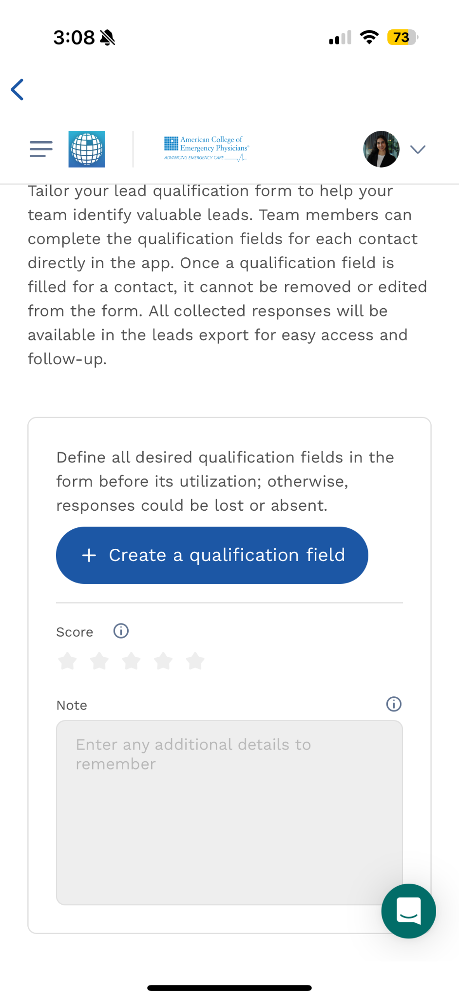 3:08
73
American College of
Emergency Physicians®
ADVANCING EMERGENCY CARE
Tailor your lead qualification form to help your
team identify valuable leads. Team members can
complete the qualification fields for each contact
directly in the app. Once a qualification field is
filled for a contact, it cannot be removed or edited
from the form. All collected responses will be
available in the leads export for easy access and
follow-up.
Define all desired qualification fields in the
form before its utilization; otherwise,
responses could be lost or absent.
+ Create a qualification field
Score
Note
Enter any additional details to
remember